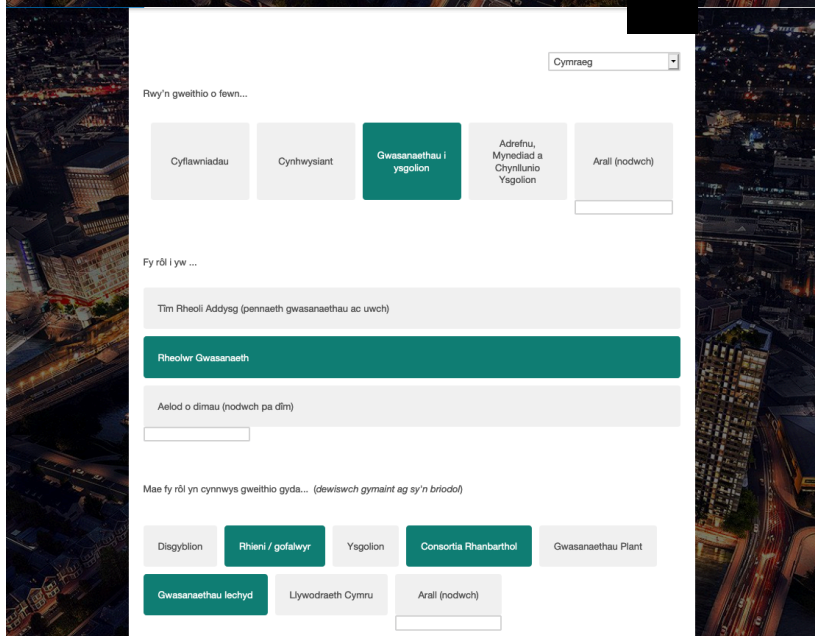 Cymraeg
Rwy'n gweithio o fewn...
Cyflawniadau
Cynhwysiant
Gwasanaethau i
ysgolion
Adrefnu,
Mynediad a
Chynllunio
Ysgolion
Arall (nodwch)
Fy rôl i yw ...
Tîm Rheoli Addysg (pennaeth gwasanaethau ac uwch)
Rheolwr Gwasanaeth
Aelod o dimau (nodwch pa dîm)
Mae fy rôl yn cynnwys gweithio gyda... (dewiswch gymaint ag sy'n briodol)
Disgyblion
Rhieni / gofalwyr
Ysgolion
Consortia Rhanbarthol
Gwasanaethau Plant
Gwasanaethau Iechyd
Llywodraeth Cymru
Arall (nodwch)